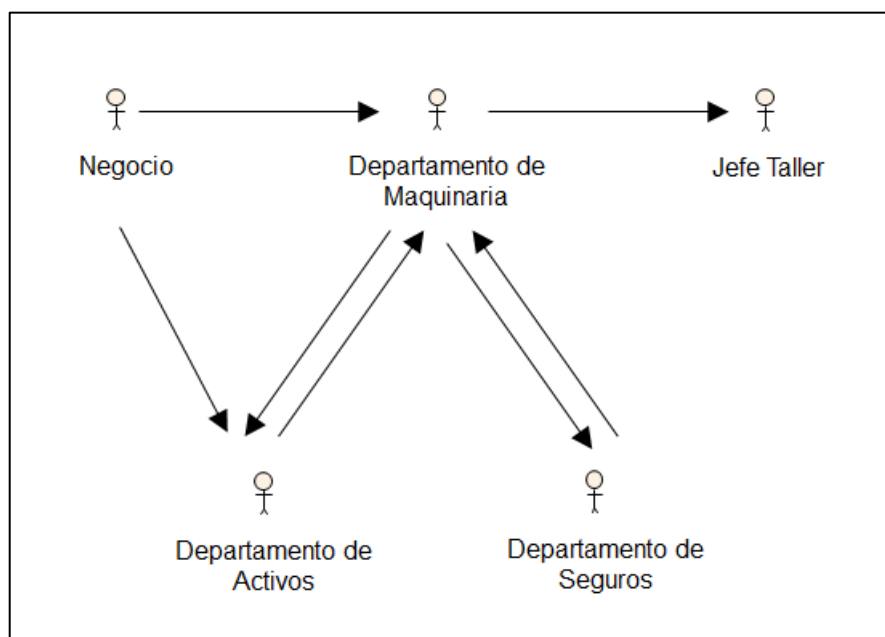 Negocio
Departamento de
Maquinaria
Jefe Taller
Departamento de
Activos
Departamento de
Seguros